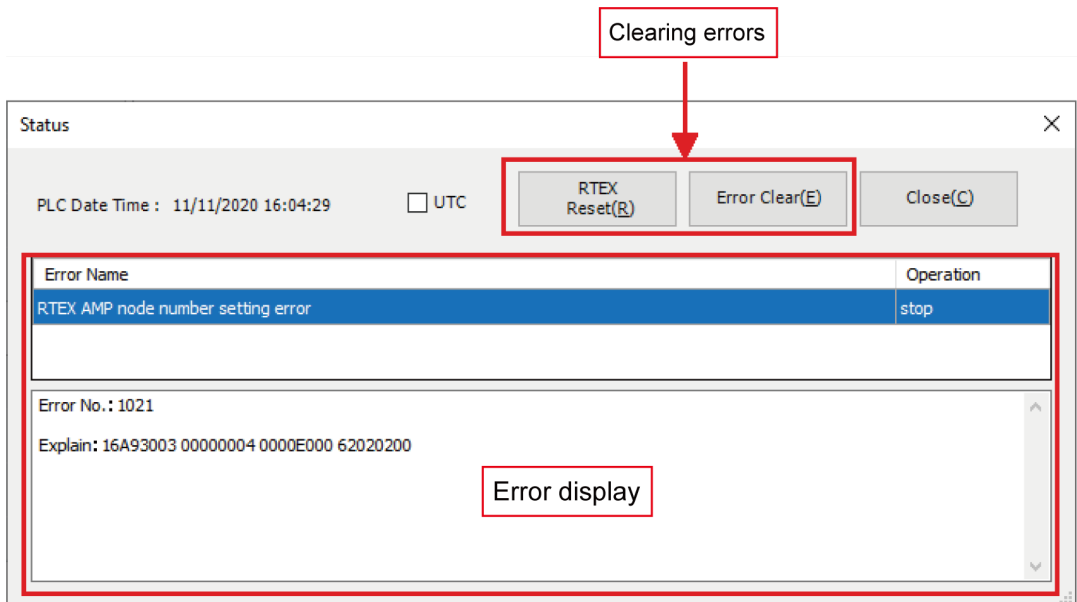 Clearing errors
Status
PLC Date Time : 11/11/2020 16:04:29
UTC
RTEX
Reset(R)
Error Clear(E)
Close(C)
Error Name
Operation
RTEX AMP node number setting error
stop
Error No.: 1021
Explain: 16A93003 00000004 0000E000 62020200
Error display